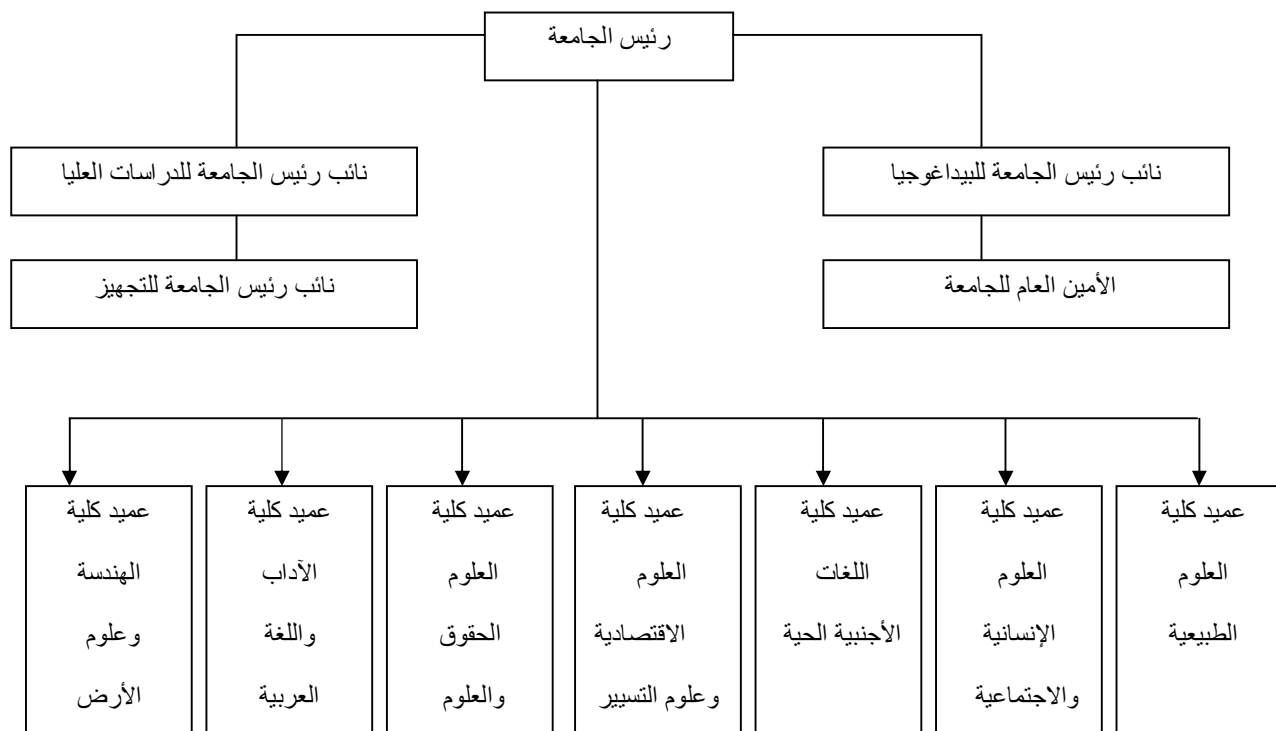 رئيس الجامعة
نائب رئيس الجامعة للبيداغوجيا
نائب رئيس الجامعة للدراسات العليا
الأمين العام للجامعة
نائب رئيس الجامعة للتجهيز
عميد كلية
العلوم
الطبيعية
عميد كلية
العلوم
الإنسانية
والاجتماعية
عميد كلية
اللغات
الأجنبية الحية
عميد كلية
العلوم
الاقتصادية
وعلوم التسيير
عميد كلية
العلوم
الحقوق
والعلوم
عميد كلية
الآداب
واللغة
العربية
عميد كلية
الهندسة
وعلوم
الأرض